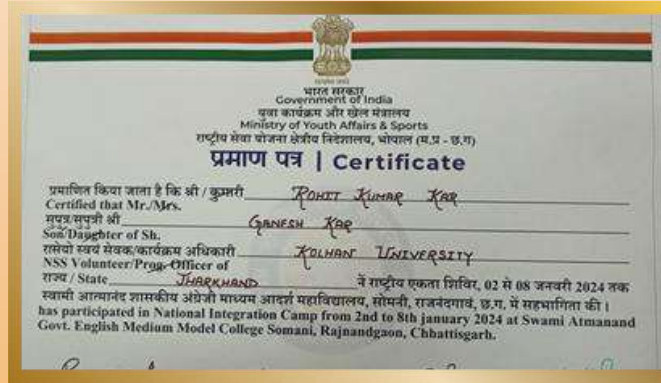 भारत सरकार
Government of India
युवा कार्यक्रम और खेल मंत्रालय
Ministry of Youth Affairs & Sports
राष्ट्रीय सेवा योजना क्षेत्रीय निदेशालय, भोपाल (म.प्र - छ.ग)
प्रमाण पत्र | Certificate
प्रमाणित किया जाता है कि श्री / कुमारी ROHIT KUMAR KAR
Certified that Mr./Mrs.
सुपुत्र/सुपुत्री श्री GANESH KAR
Son/Daughter of Sh.
रासेयो स्वयं सेवक/कार्यक्रम अधिकारी KOLHAN UNIVERSITY
NSS Volunteer/Prog. Officer of
राज्य / State JHARKHAND ने राष्ट्रीय एकता शिविर, 02 से 08 जनवरी 2024 तक
स्वामी आत्मानंद शासकीय अंग्रेजी माध्यम आदर्श महाविद्यालय, सोमनी, राजनंदगावं, छ.ग. में सहभागिता की।
has participated in National Integration Camp from 2nd to 8th january 2024 at Swami Atmanand
Govt. English Medium Model College Somani, Rajnandgaon, Chhattisgarh.